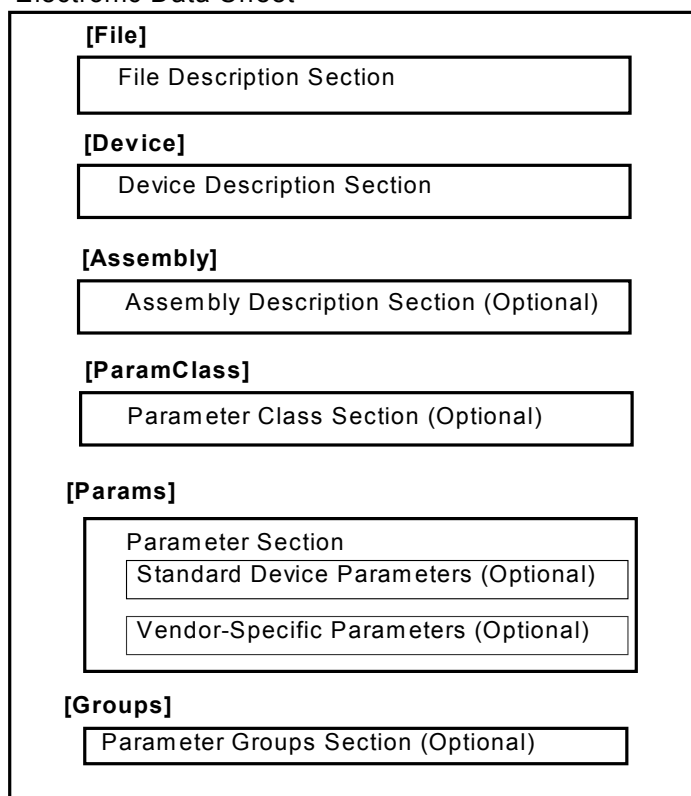 Electronic Data Sheet
[File]
File Description Section
[Device]
Device Description Section
[Assembly]
Assembly Description Section (Optional)
[ParamClass]
Parameter Class Section (Optional)
[Params]
Parameter Section
Standard Device Parameters (Optional)
Vendor-Specific Parameters (Optional)
[Groups]
Parameter Groups Section (Optional)